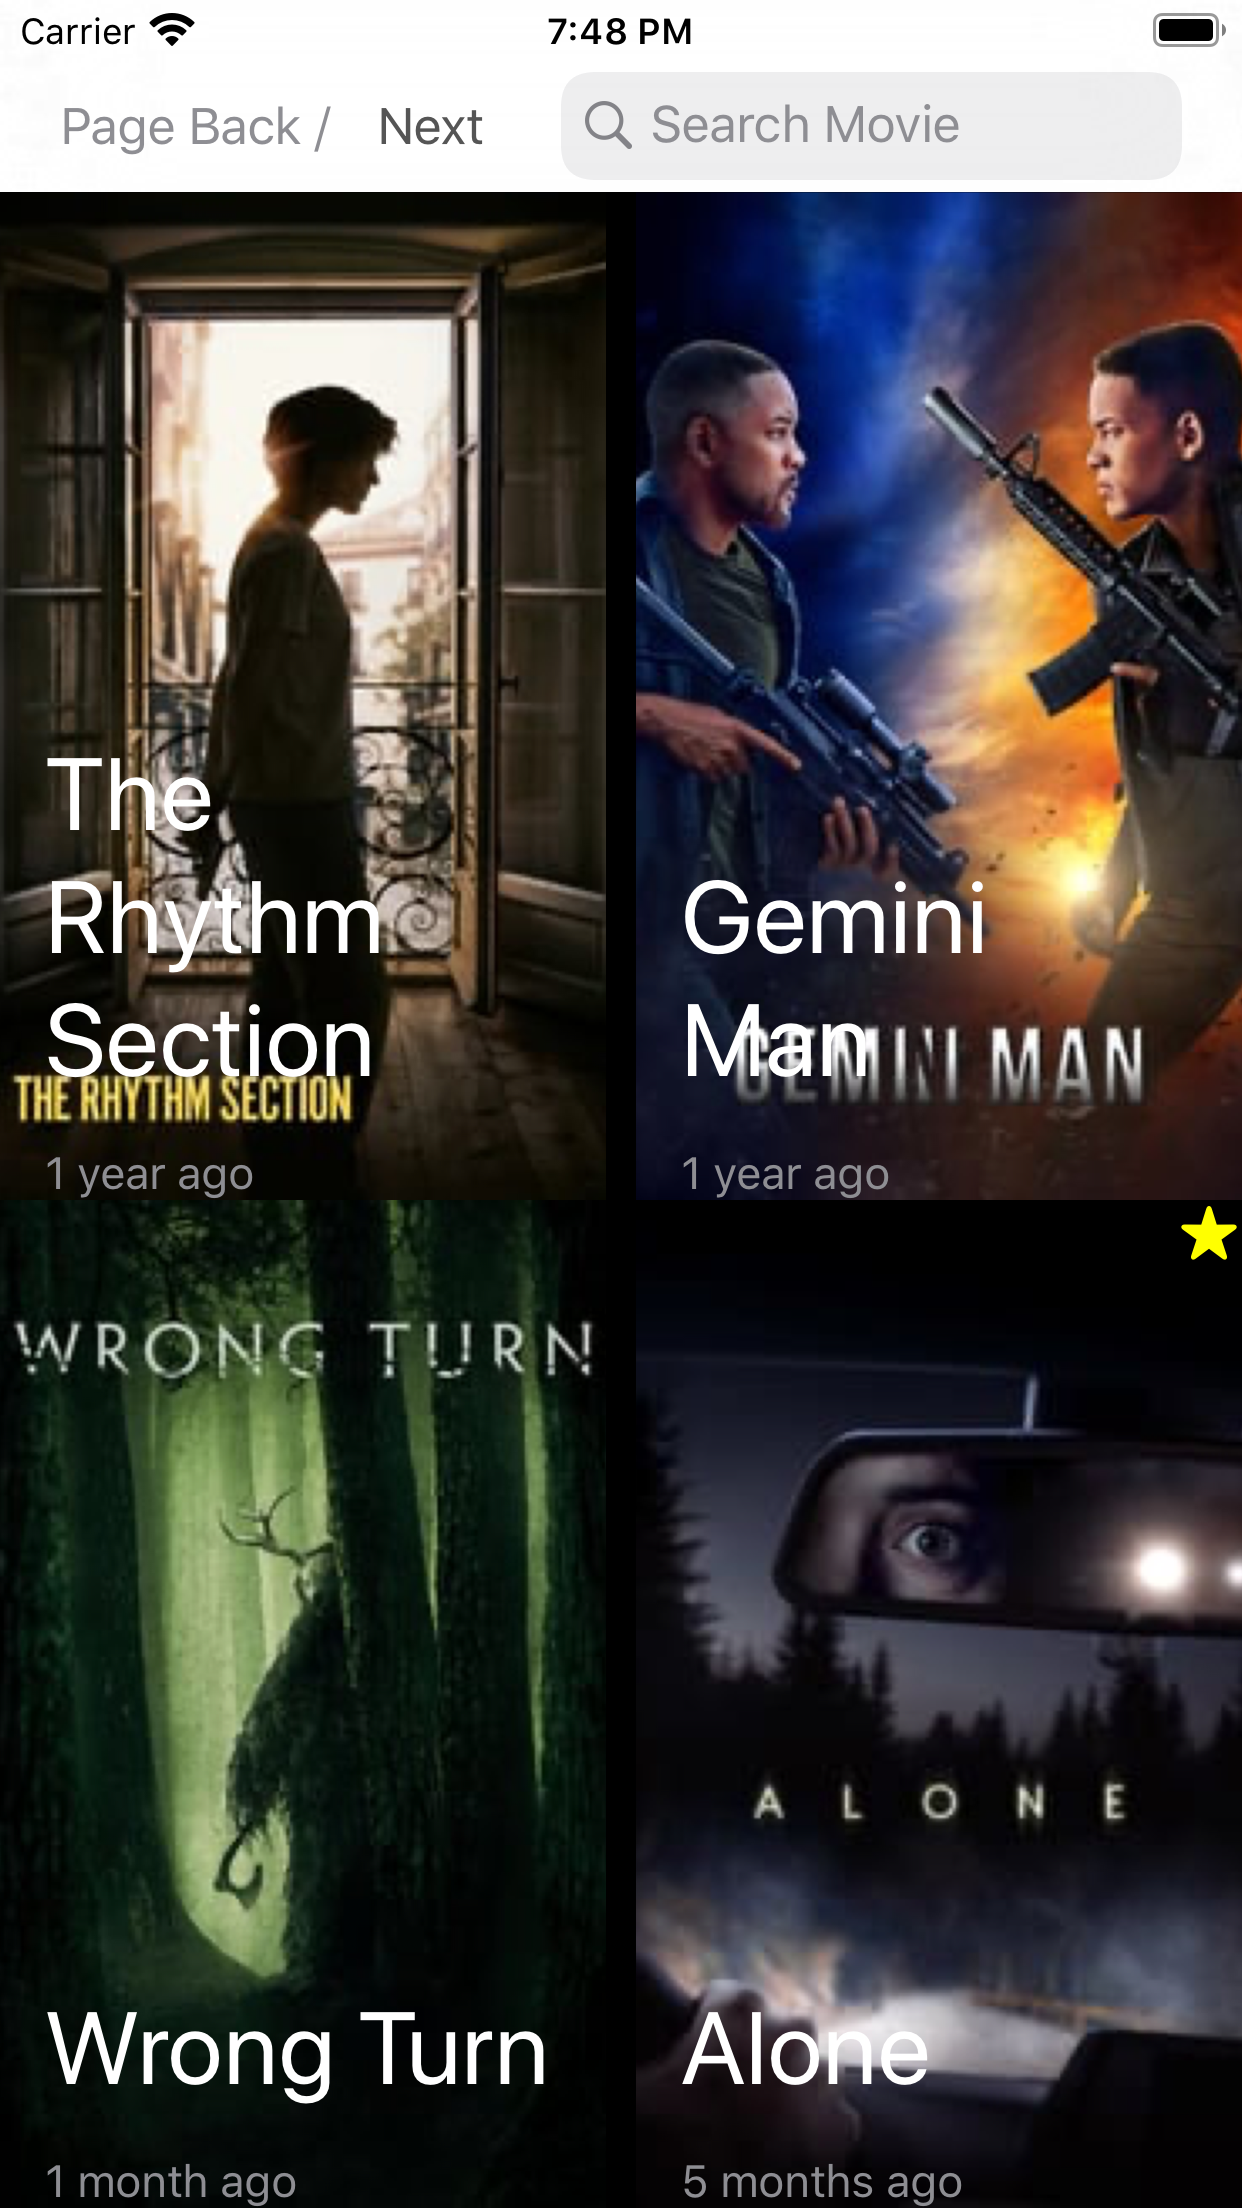 Carrier
7:48 PM
Page Back /
Next
Search Movie
The
Rhythm
Section
THE RHYTHM SECTION
1 year ago
Gemini
Man
GEMINI MAN
1 year ago
WRONG TURN
Wrong Turn
1 month ago
ALONE
Alone
5 months ago